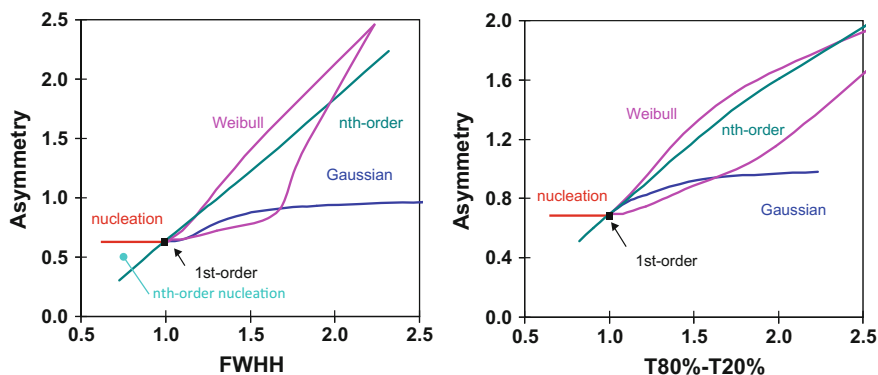 2.5
2.0
1.5
1.0
0.5
0.0
Asymmetry
Weibull
nth-order
Gaussian
nucleation
1st-order
nth-order nucleation
0.5 1.0 1.5 2.0 2.5
FWHH
2.0
1.6
1.2
0.8
0.4
0.0
Asymmetry
Weibull
nth-order
nucleation
Gaussian
1st-order
0.5 1.0 1.5 2.0 2.5
T80%-T20%